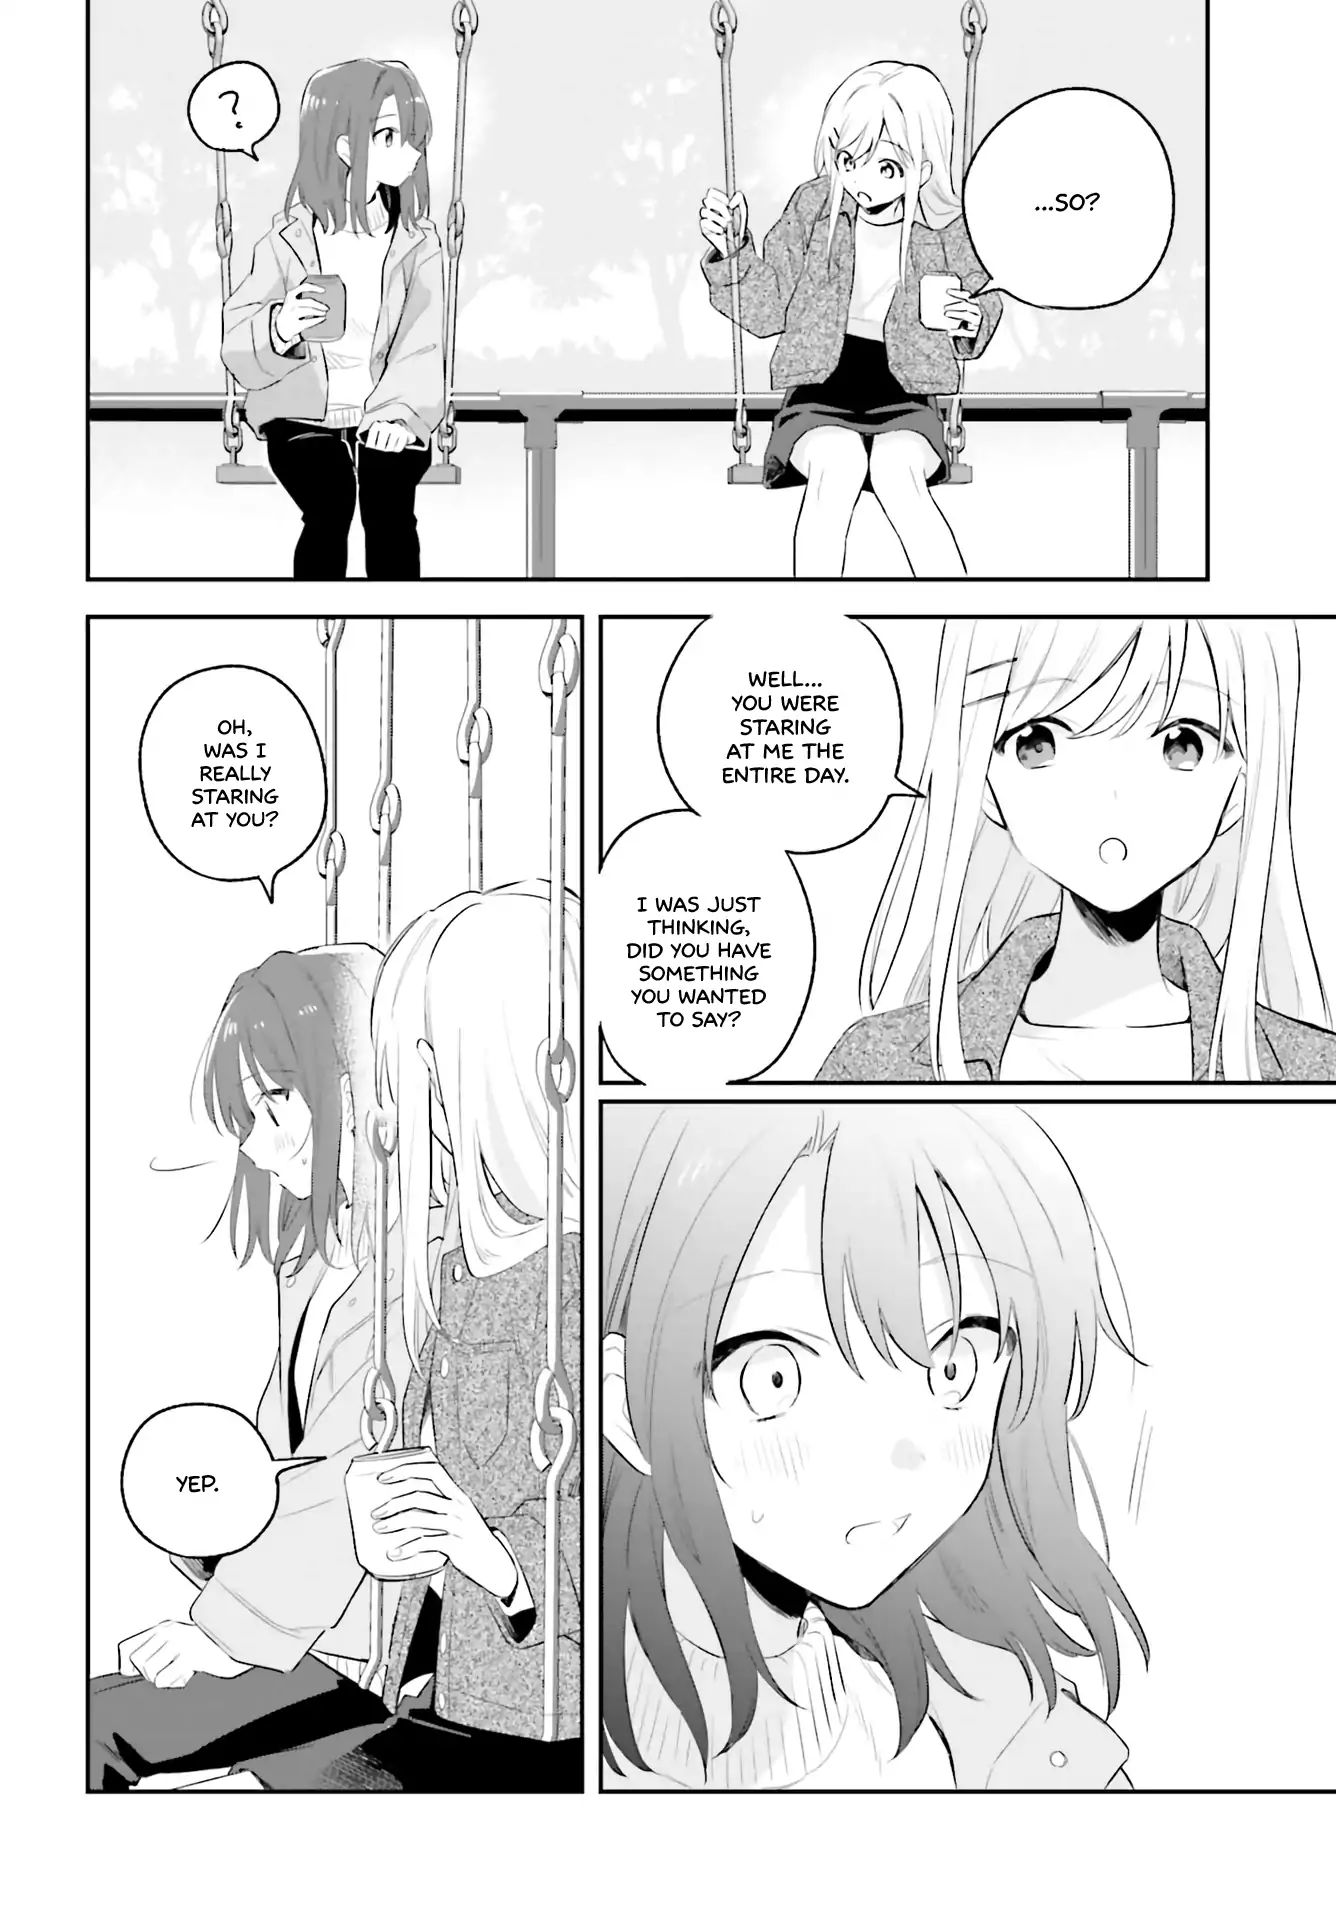 ...SO?
?
WELL...
YOU WERE
STARING
AT ME THE
ENTIRE DAY.
I WAS JUST
THINKING,
DID YOU HAVE
SOMETHING
YOU WANTED
TO SAY?
OH,
WAS I
REALLY
STARING
AT YOU?
YEP.